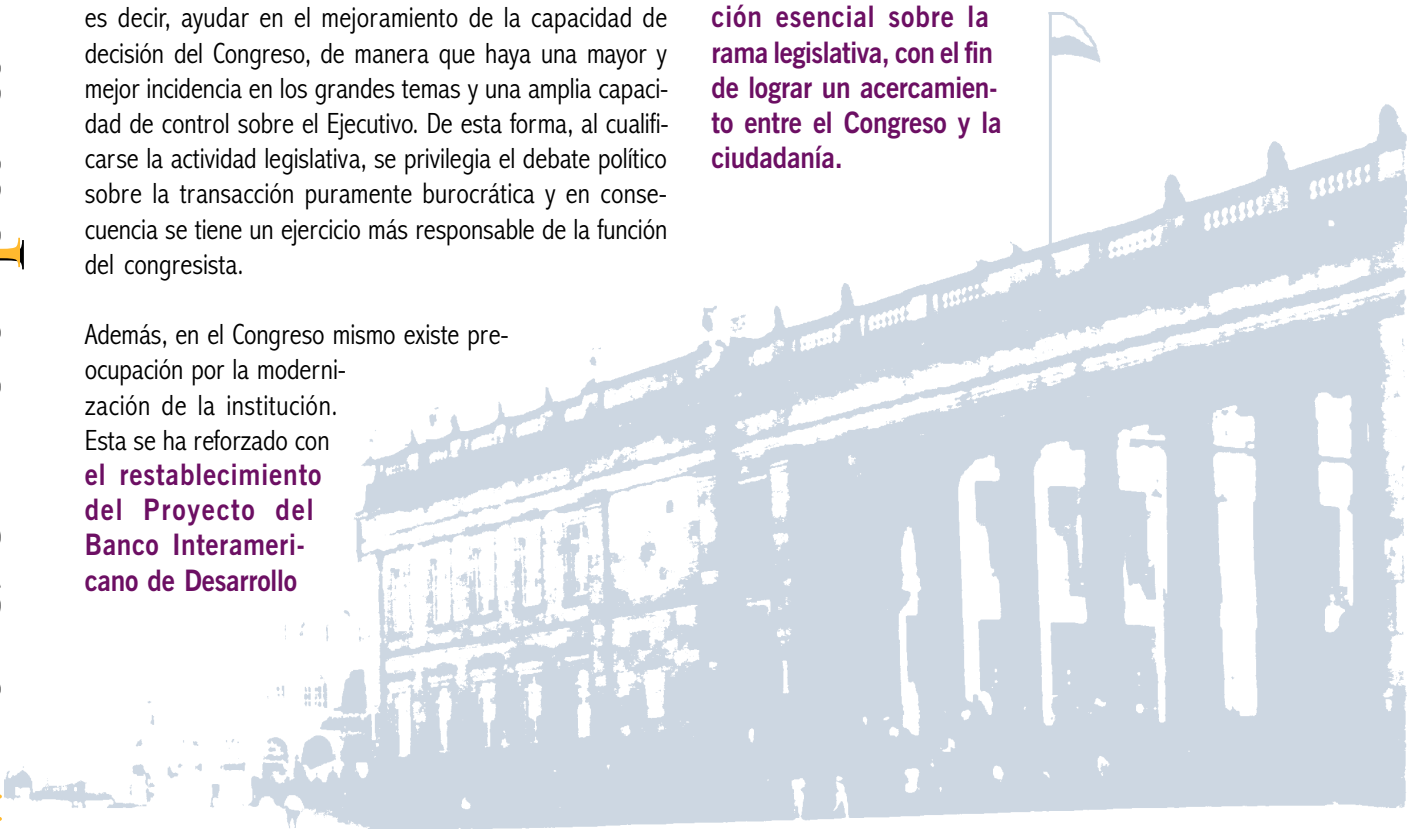 es decir, ayudar en el mejoramiento de la capacidad de
decisión del Congreso, de manera que haya una mayor y
mejor incidencia en los grandes temas y una amplia capaci-
dad de control sobre el Ejecutivo. De esta forma, al cualifi-
carse la actividad legislativa, se privilegia el debate político
sobre la transacción puramente burocrática y en conse-
cuencia se tiene un ejercicio más responsable de la función
del congresista.
Además, en el Congreso mismo existe pre-
ocupación por la moderni-
zación de la institución.
Esta se ha reforzado con
el restablecimiento
del Proyecto del
Banco Interameri-
cano de Desarrollo
ción esencial sobre la
rama legislativa, con el fin
de lograr un acercamien-
to entre el Congreso y la
ciudadanía.